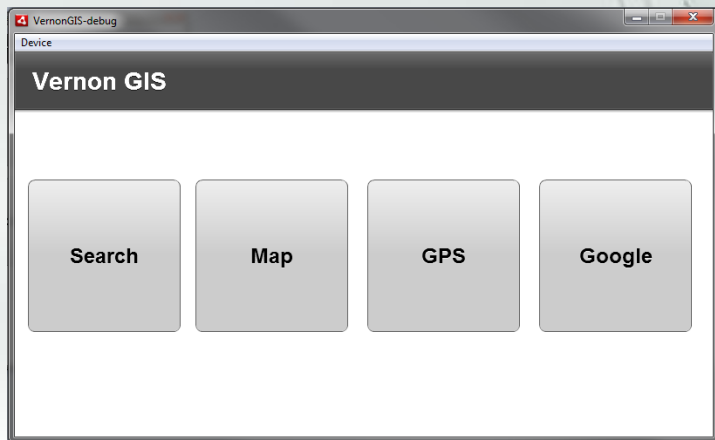 VernonGIS-debug
Device
Vernon GIS
Search Map GPS Google